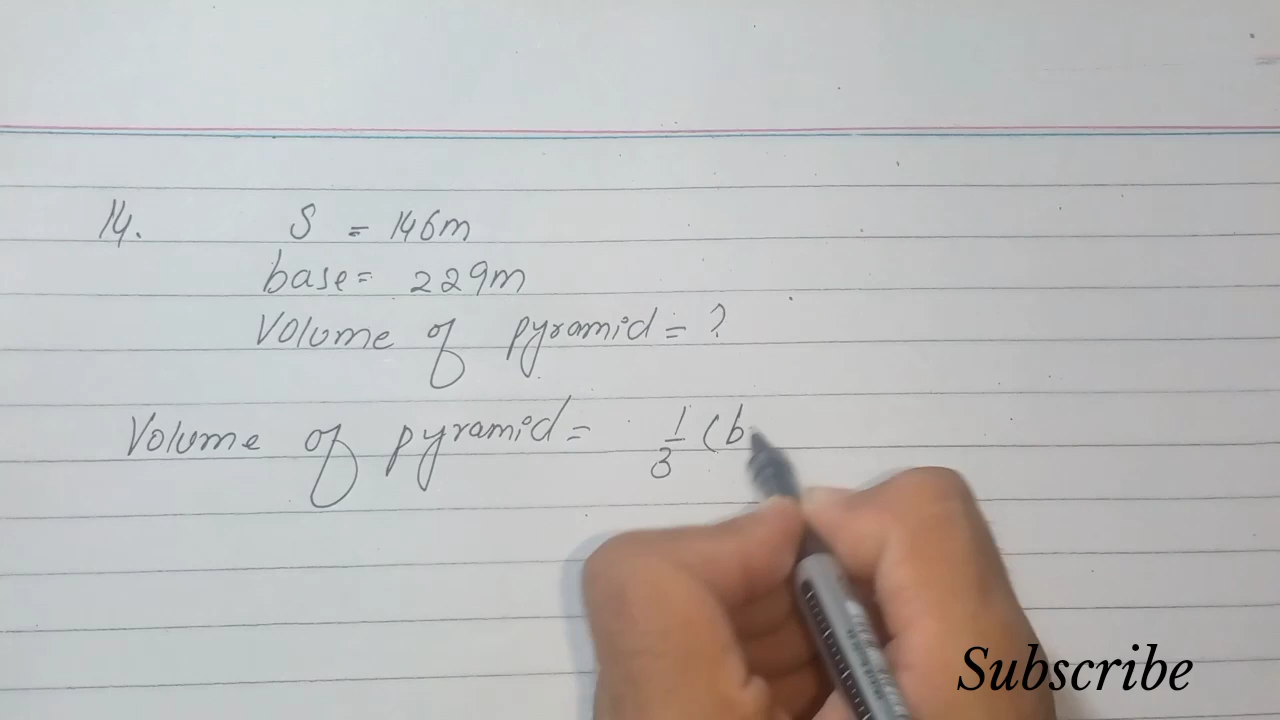 14. S = 146m
base = 229m
Volume of pyramid = ?
Volume of pyramid = 1/3 (b
Subscribe